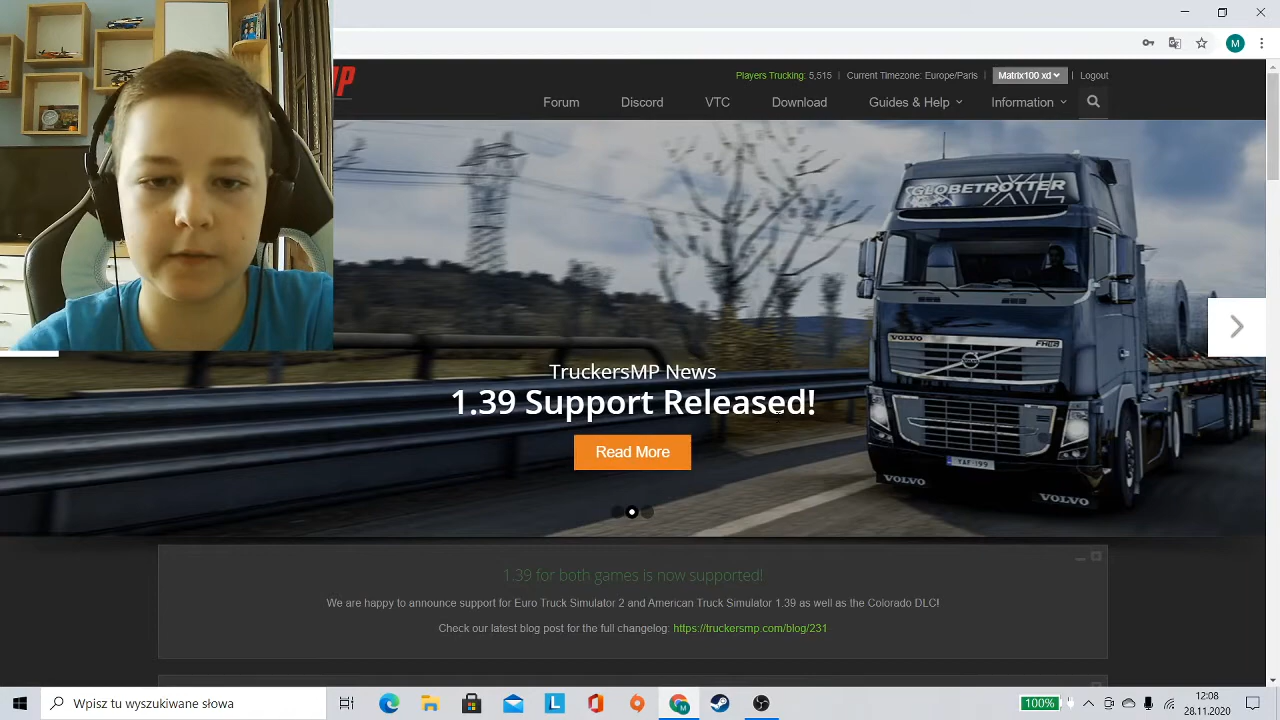 MP
Players Trucking: 5,515 | Current Timezone: Europe/Paris | Matrix100 xd | Logout
Forum Discord VTC Download Guides & Help Information
GLOBETROTTER XL
VOLVO FH16
TruckersMP News
1.39 Support Released!
Read More
YAF-199
VOLVO VOLVO
1.39 for both games is now supported!
We are happy to announce support for Euro Truck Simulator 2 and American Truck Simulator 1.39 as well as the Colorado DLC!
Check our latest blog post for the full changelog: https://truckersmp.com/blog/231
Wpisz tu wyszukiwane słowa
100%
12:08
28.11.2020